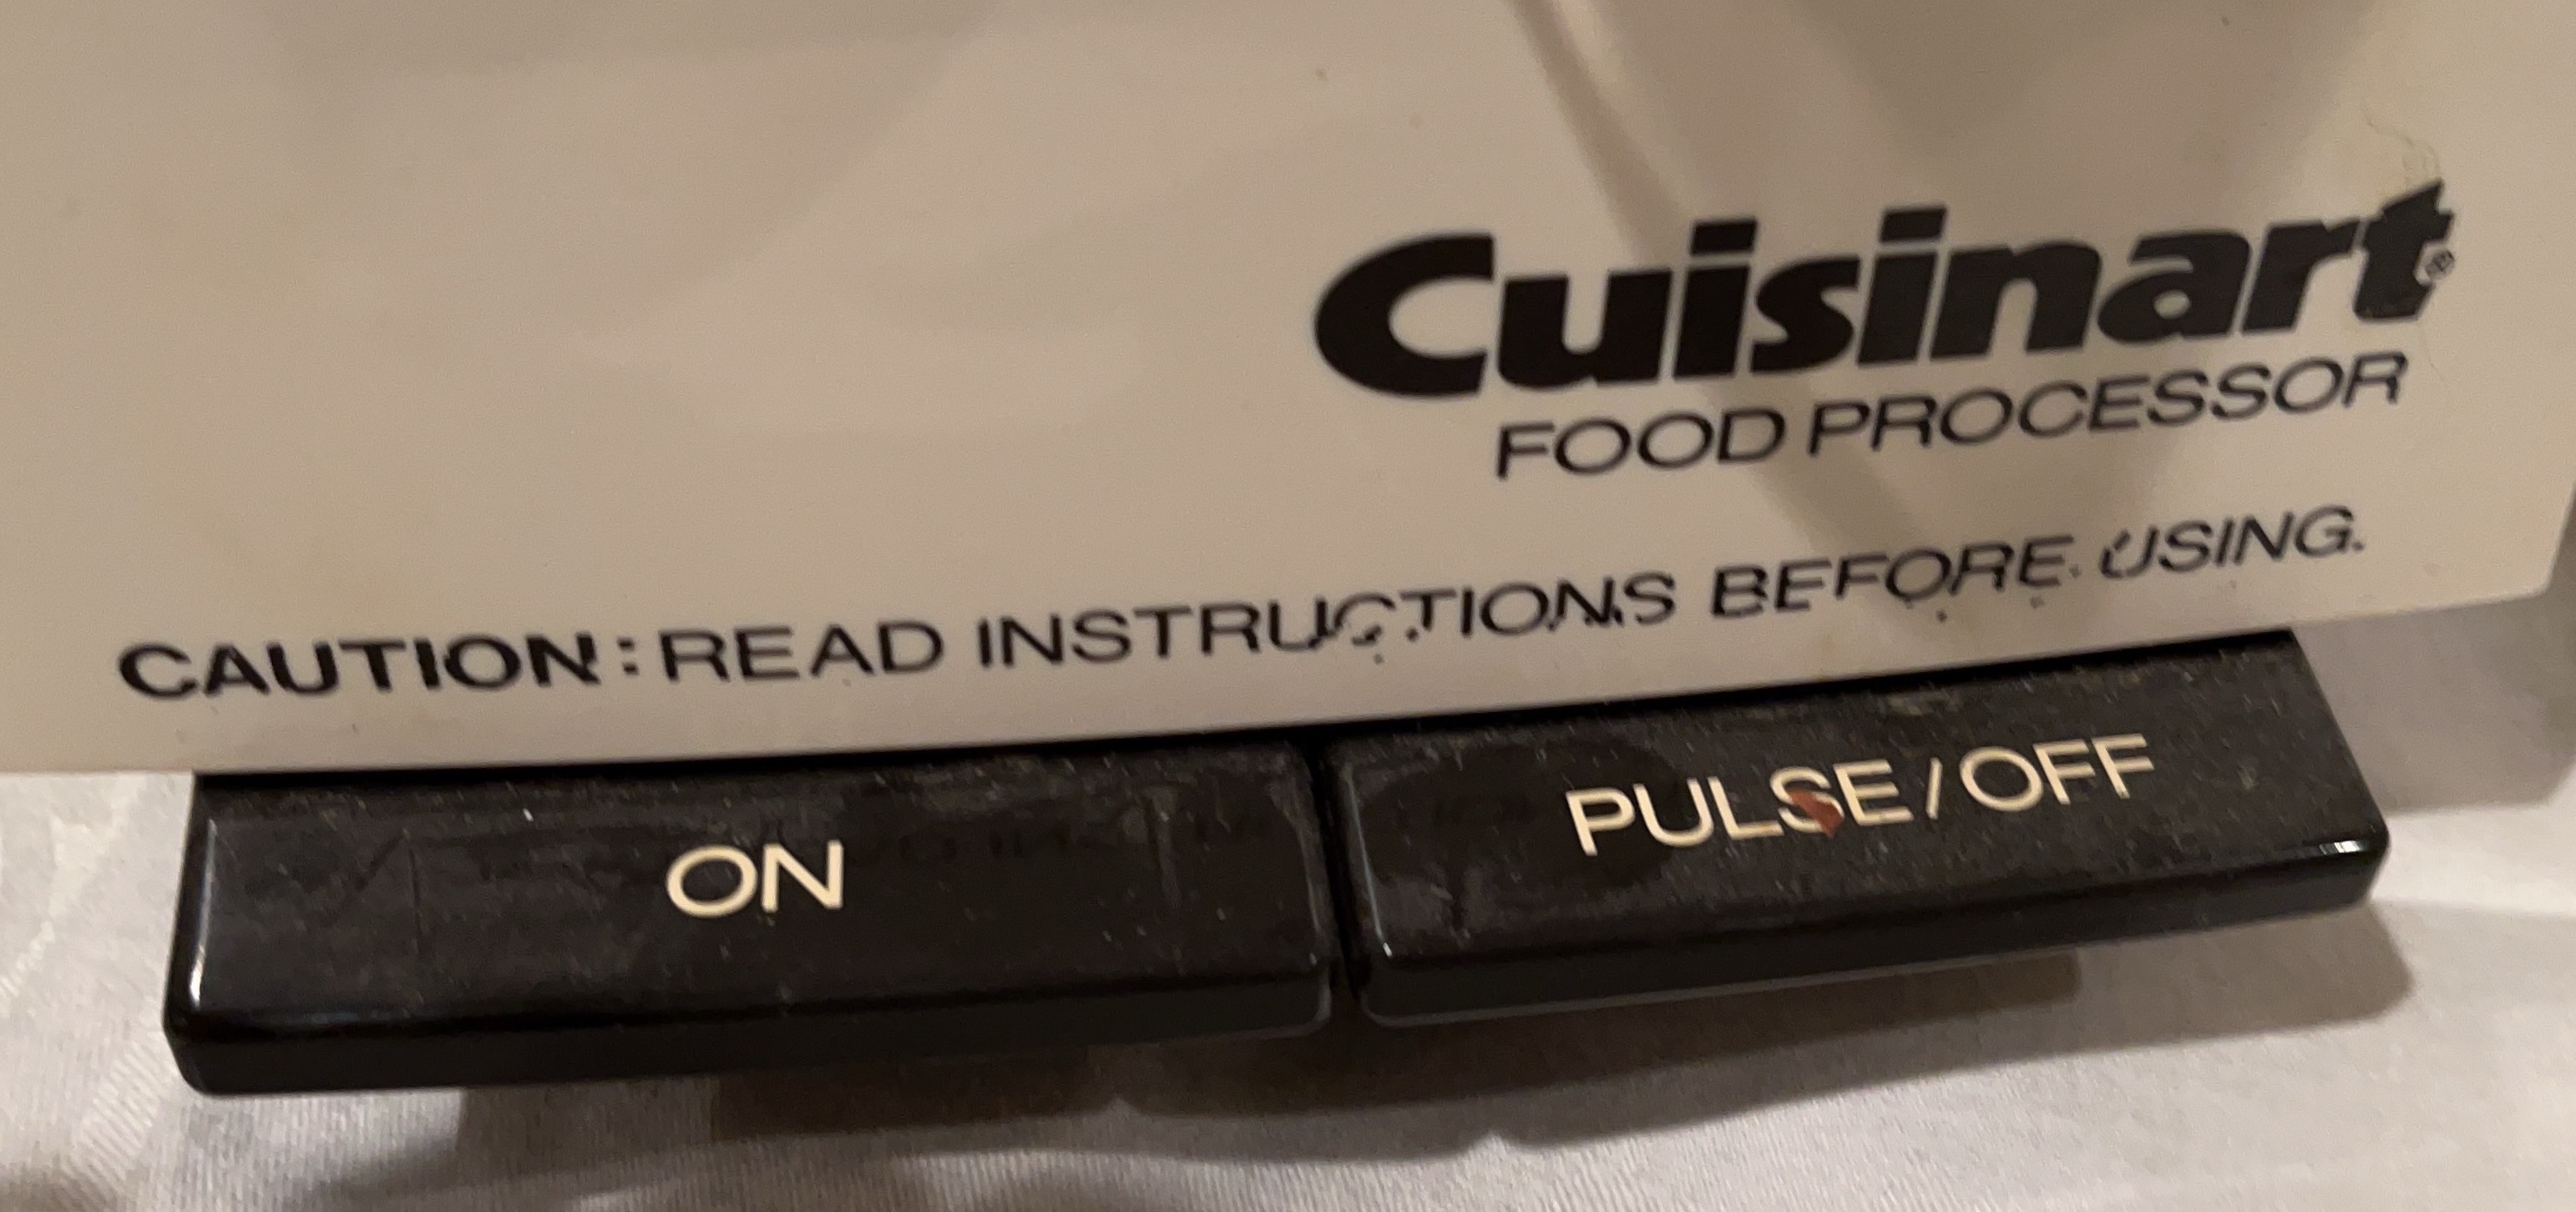 Cuisinart®
FOOD PROCESSOR
CAUTION: READ INSTRUCTIONS BEFORE USING.
ON
PULSE/OFF